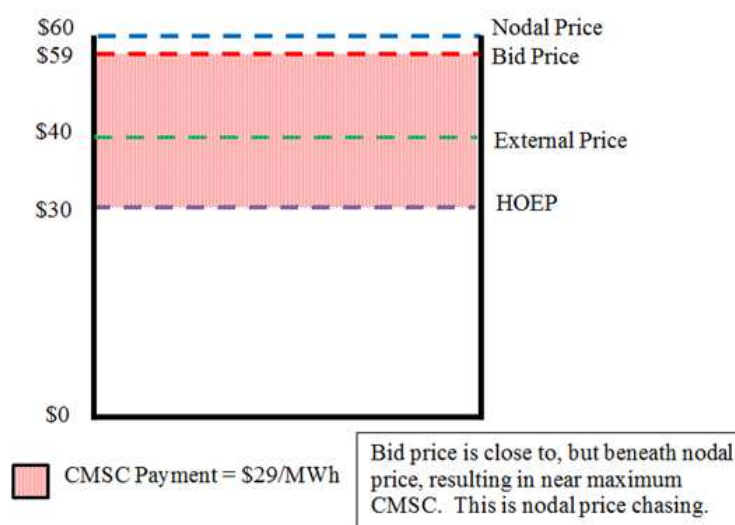 $60
Nodal Price
$59
Bid Price
$40
External Price
$30
HOEP
$0
CMSC Payment = $29/MWh
Bid price is close to, but beneath nodal
price, resulting in near maximum
CMSC.  This is nodal price chasing.